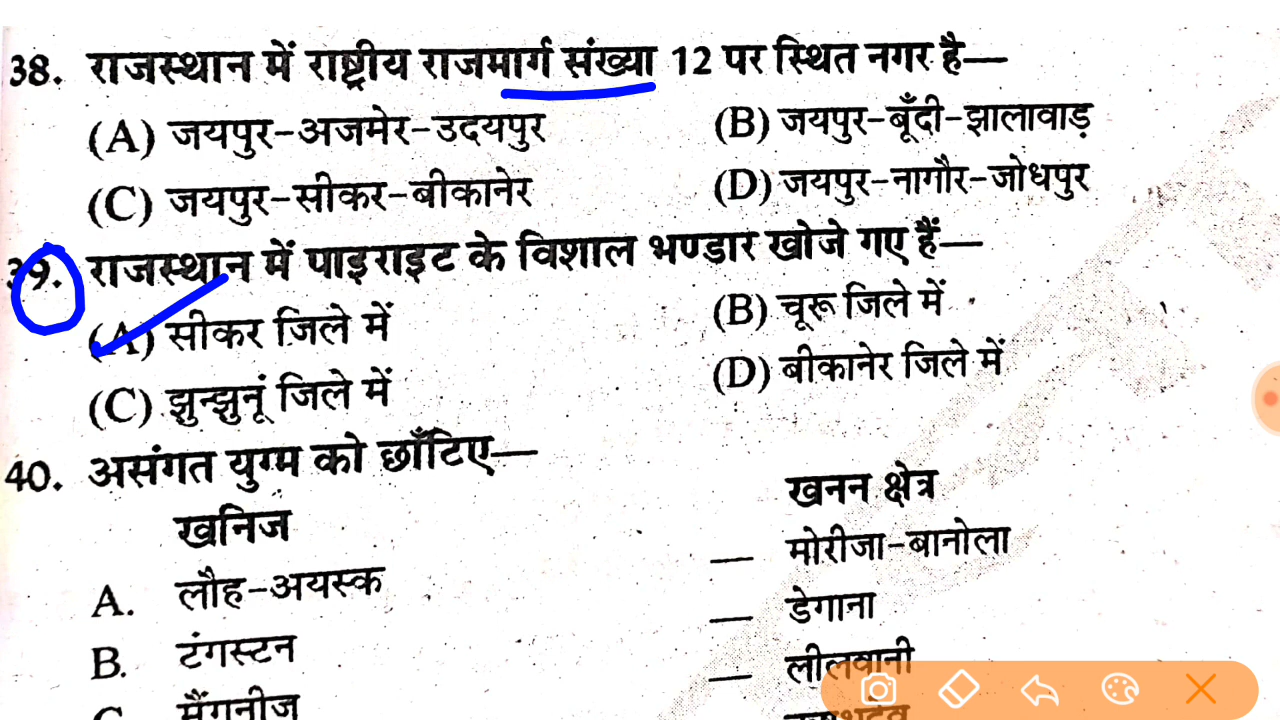 38. राजस्थान में राष्ट्रीय राजमार्ग संख्या 12 पर स्थित नगर है—
(A) जयपुर-अजमेर-उदयपुर (B) जयपुर-बूँदी-झालावाड़
(C) जयपुर-सीकर-बीकानेर (D) जयपुर-नागौर-जोधपुर
39. राजस्थान में पाइराइट के विशाल भण्डार खोजे गए हैं—
(A) सीकर जिले में (B) चूरू जिले में
(C) झुन्झुनूं जिले में (D) बीकानेर जिले में
40. असंगत युग्म को छाँटिए—
खनिज खनन क्षेत्र
A. लौह-अयस्क — मोरीजा-बानोला
B. टंगस्टन — डेगाना
C. मैंगनीज — लीलवानी